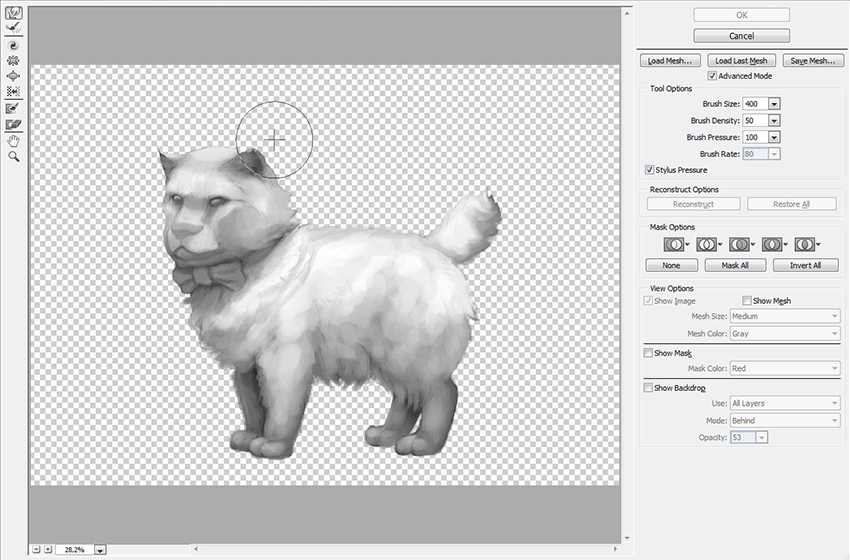 OK
Cancel
Load Mesh... Load Last Mesh Save Mesh...
Advanced Mode
Tool Options
Brush Size: 400
Brush Density: 50
Brush Pressure: 100
Brush Rate: 80
Stylus Pressure
Reconstruct Options
Reconstruct Restore All
Mask Options
None Mask All Invert All
View Options
Show Image Show Mesh
Mesh Size: Medium
Mesh Color: Gray
Show Mask
Mask Color: Red
Show Backdrop
Use: All Layers
Mode: Behind
Opacity: 53
28.2%